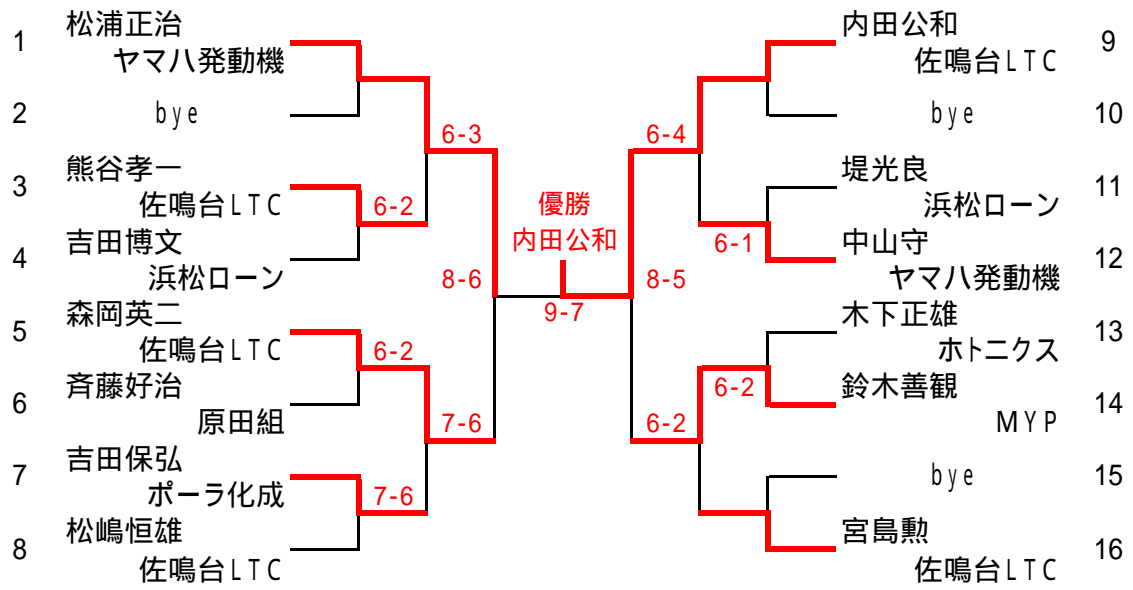 1
松浦正治
ヤマハ発動機
2
bye
3
熊谷孝一
佐鳴台LTC
4
吉田博文
浜松ローン
5
森岡英二
佐鳴台LTC
6
斉藤好治
原田組
7
吉田保弘
ポーラ化成
8
松嶋恒雄
佐鳴台LTC
6-2
6-2
7-6
6-3
7-6
8-6
優勝
内田公和
9-7
8-5
6-4
6-2
6-1
6-2
内田公和
佐鳴台LTC
9
bye
10
堤光良
浜松ローン
11
中山守
ヤマハ発動機
12
木下正雄
ホトニクス
13
鈴木善観
MYP
14
bye
15
宮島勲
佐鳴台LTC
16